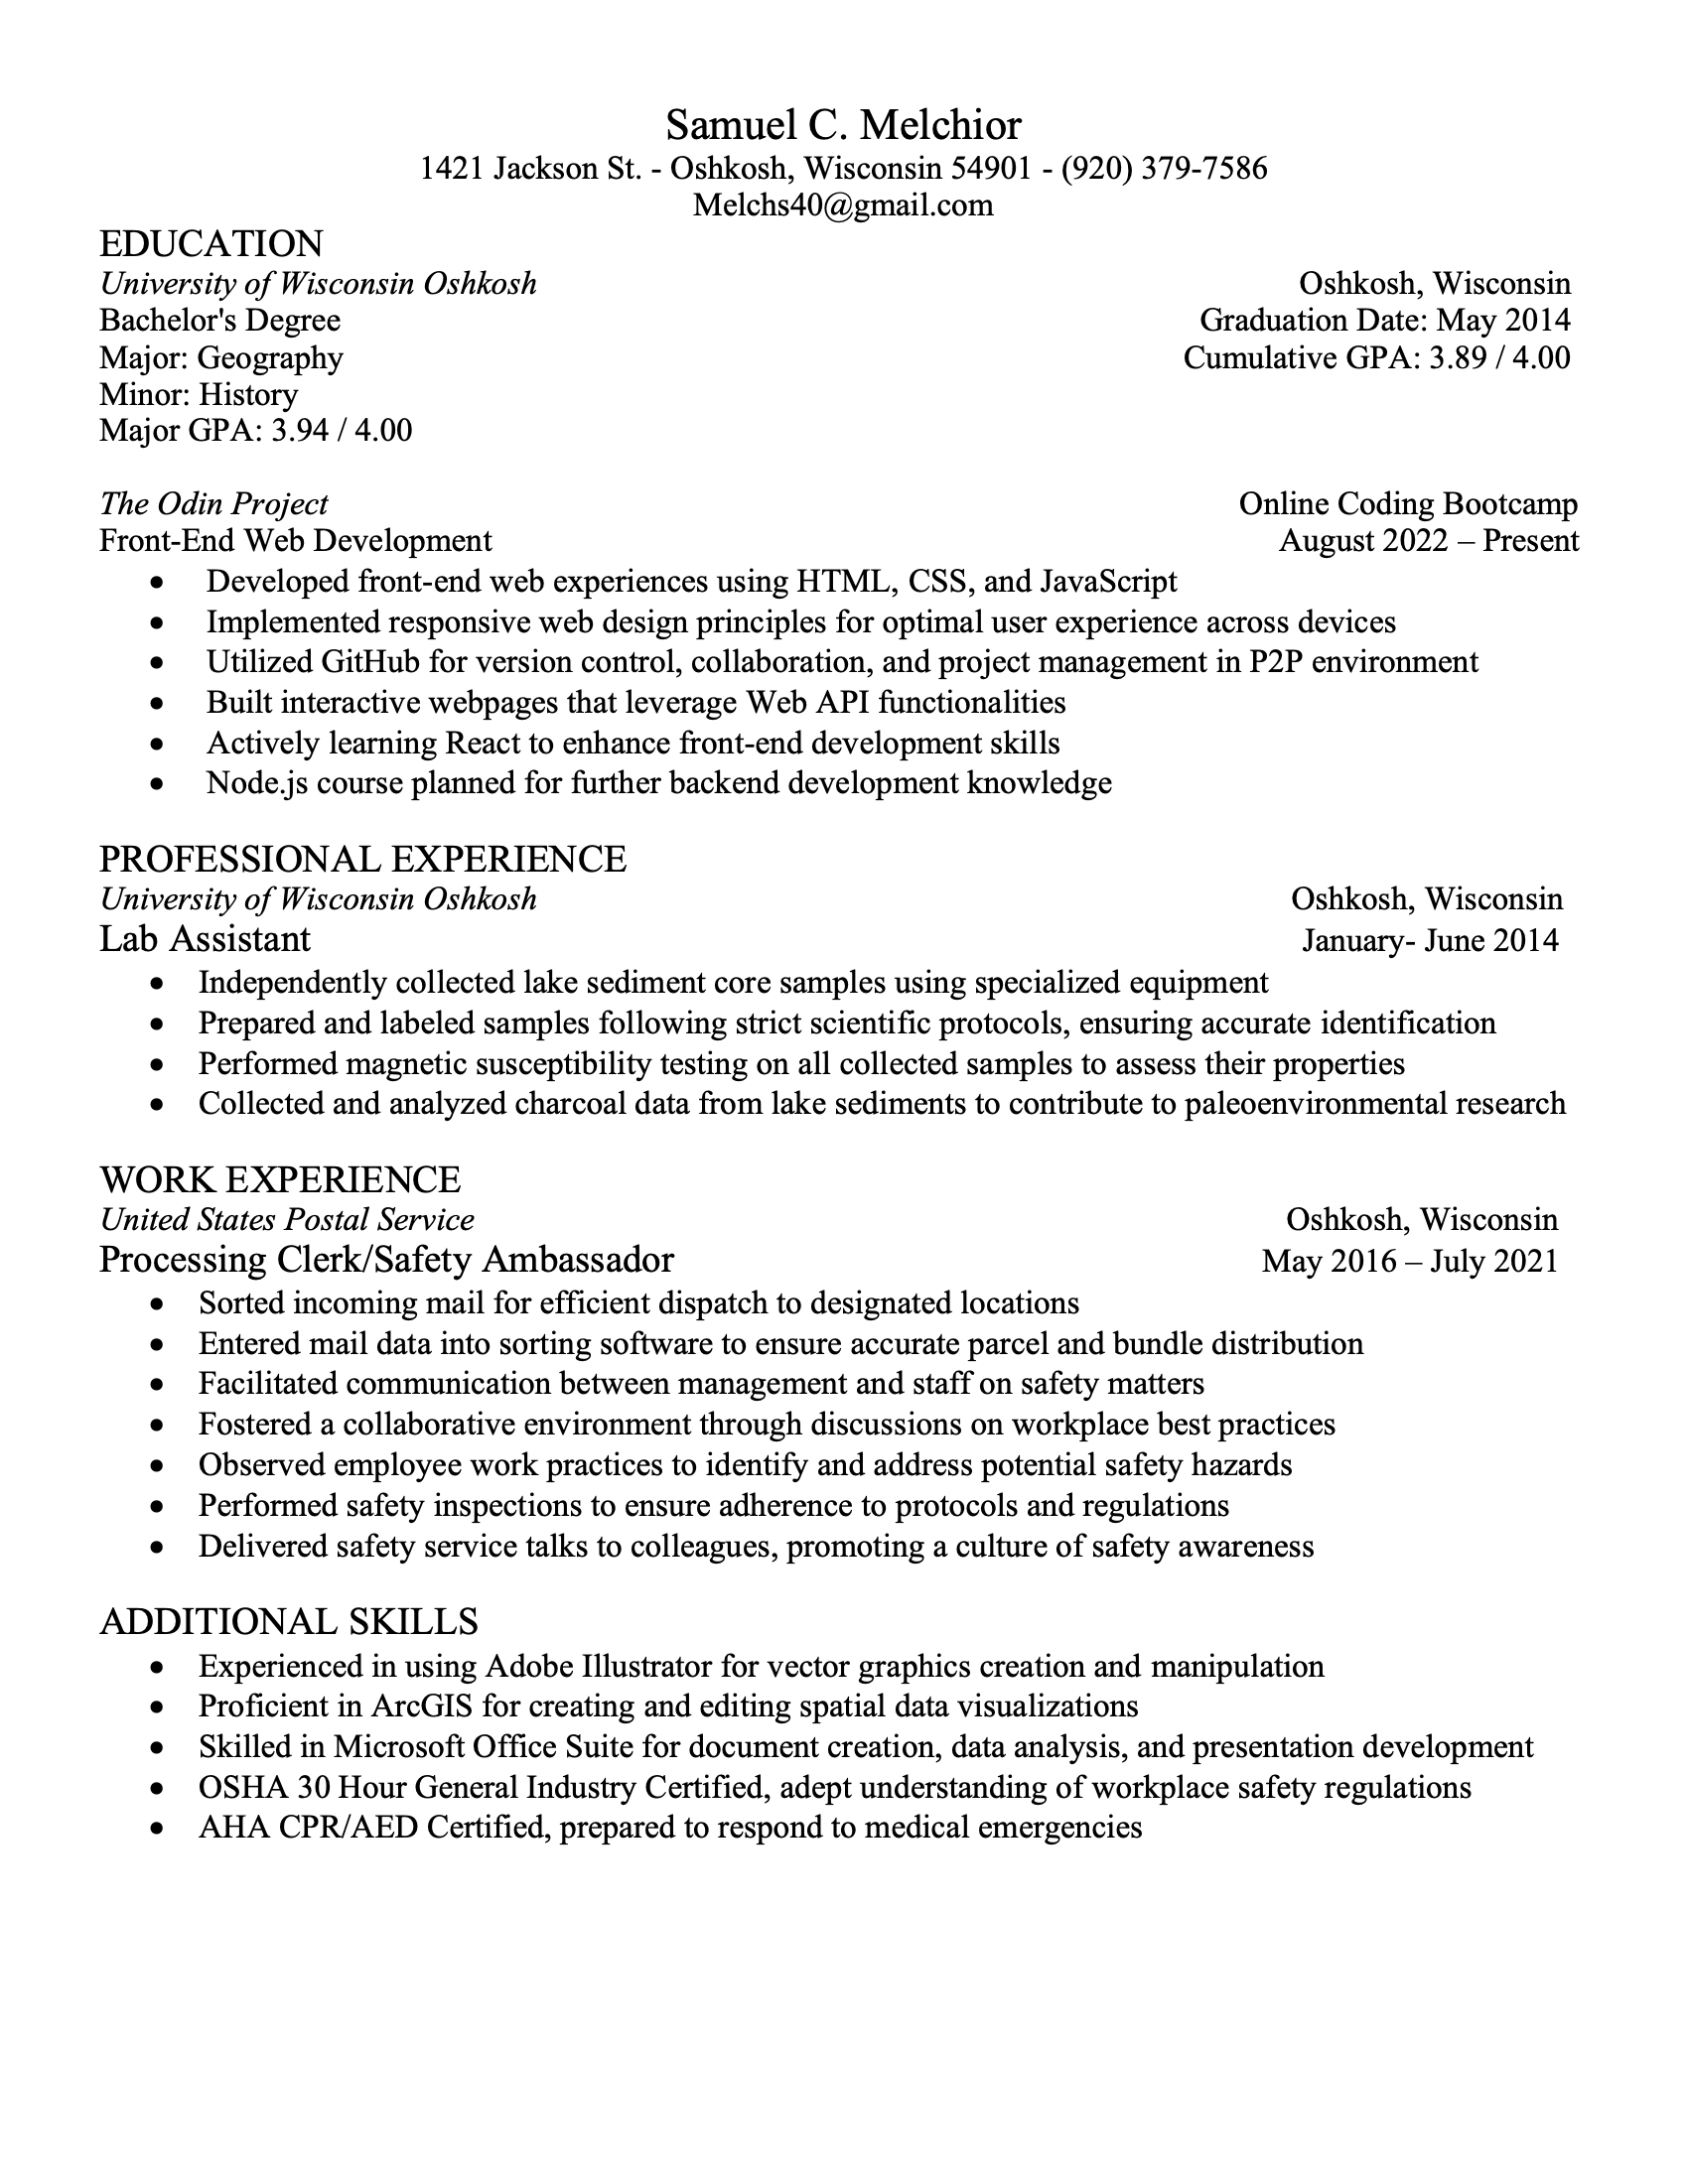 Samuel C. Melchior
1421 Jackson St. - Oshkosh, Wisconsin 54901 - (920) 379-7586
Melchs40@gmail.com
EDUCATION
University of Wisconsin Oshkosh Oshkosh, Wisconsin
Bachelor's Degree Graduation Date: May 2014
Major: Geography Cumulative GPA: 3.89 / 4.00
Minor: History
Major GPA: 3.94 / 4.00
The Odin Project Online Coding Bootcamp
Front-End Web Development August 2022 – Present
• Developed front-end web experiences using HTML, CSS, and JavaScript
• Implemented responsive web design principles for optimal user experience across devices
• Utilized GitHub for version control, collaboration, and project management in P2P environment
• Built interactive webpages that leverage Web API functionalities
• Actively learning React to enhance front-end development skills
• Node.js course planned for further backend development knowledge
PROFESSIONAL EXPERIENCE
University of Wisconsin Oshkosh Oshkosh, Wisconsin
Lab Assistant January- June 2014
• Independently collected lake sediment core samples using specialized equipment
• Prepared and labeled samples following strict scientific protocols, ensuring accurate identification
• Performed magnetic susceptibility testing on all collected samples to assess their properties
• Collected and analyzed charcoal data from lake sediments to contribute to paleoenvironmental research
WORK EXPERIENCE
United States Postal Service Oshkosh, Wisconsin
Processing Clerk/Safety Ambassador May 2016 – July 2021
• Sorted incoming mail for efficient dispatch to designated locations
• Entered mail data into sorting software to ensure accurate parcel and bundle distribution
• Facilitated communication between management and staff on safety matters
• Fostered a collaborative environment through discussions on workplace best practices
• Observed employee work practices to identify and address potential safety hazards
• Performed safety inspections to ensure adherence to protocols and regulations
• Delivered safety service talks to colleagues, promoting a culture of safety awareness
ADDITIONAL SKILLS
• Experienced in using Adobe Illustrator for vector graphics creation and manipulation
• Proficient in ArcGIS for creating and editing spatial data visualizations
• Skilled in Microsoft Office Suite for document creation, data analysis, and presentation development
• OSHA 30 Hour General Industry Certified, adept understanding of workplace safety regulations
• AHA CPR/AED Certified, prepared to respond to medical emergencies